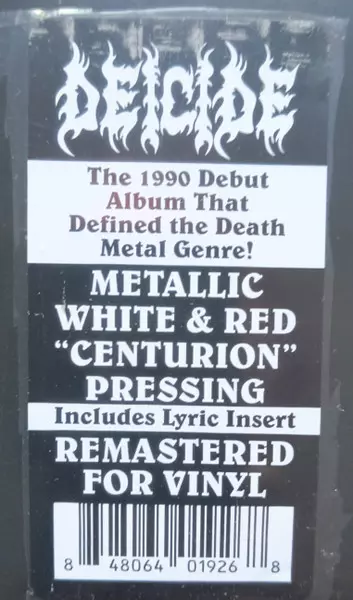 DEICIDE
The 1990 Debut
Album That
Defined the Death
Metal Genre!
METALLIC
WHITE & RED
“CENTURION”
PRESSING
Includes Lyric Insert
REMASTERED
FOR VINYL
8 48064 01926 8